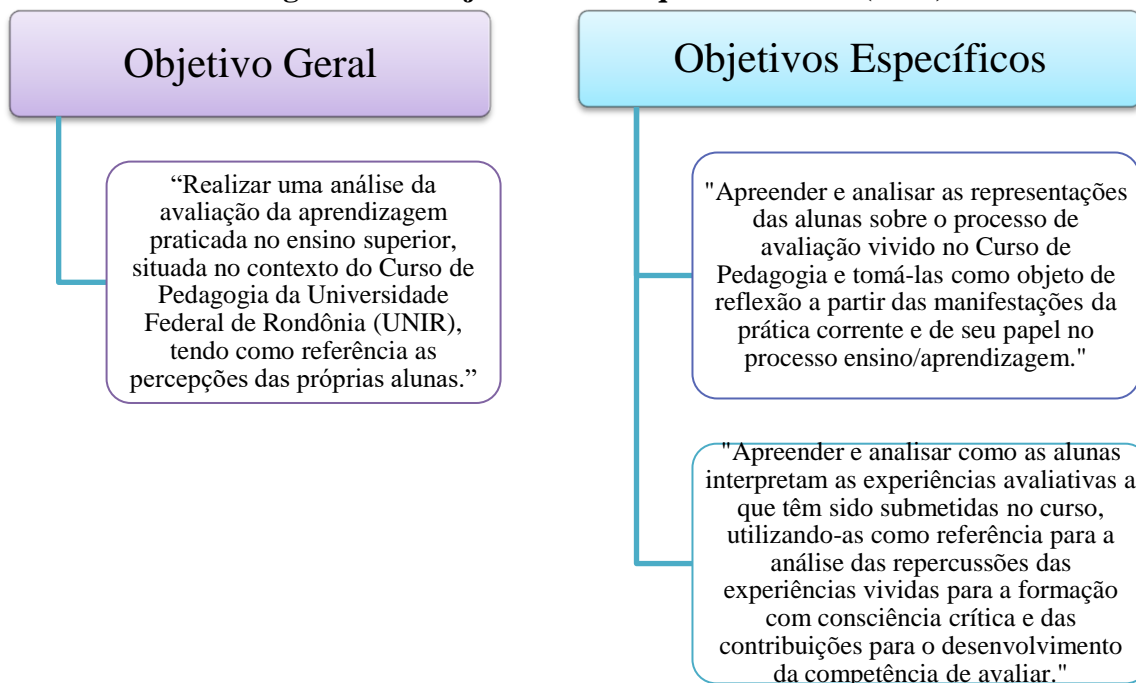 Objetivo Geral
“Realizar uma análise da
avaliação da aprendizagem
praticada no ensino superior,
situada no contexto do Curso de
Pedagogia da Universidade
Federal de Rondônia (UNIR),
tendo como referência as
percepções das próprias alunas.”
Objetivos Específicos
"Apreender e analisar as representações
das alunas sobre o processo de
avaliação vivido no Curso de
Pedagogia e tomá-las como objeto de
reflexão a partir das manifestações da
prática corrente e de seu papel no
processo ensino/aprendizagem."
"Apreender e analisar como as alunas
interpretam as experiências avaliativas a
que têm sido submetidas no curso,
utilizando-as como referência para a
análise das repercussões das
experiências vividas para a formação
com consciência crítica e das
contribuições para o desenvolvimento
da competência de avaliar."